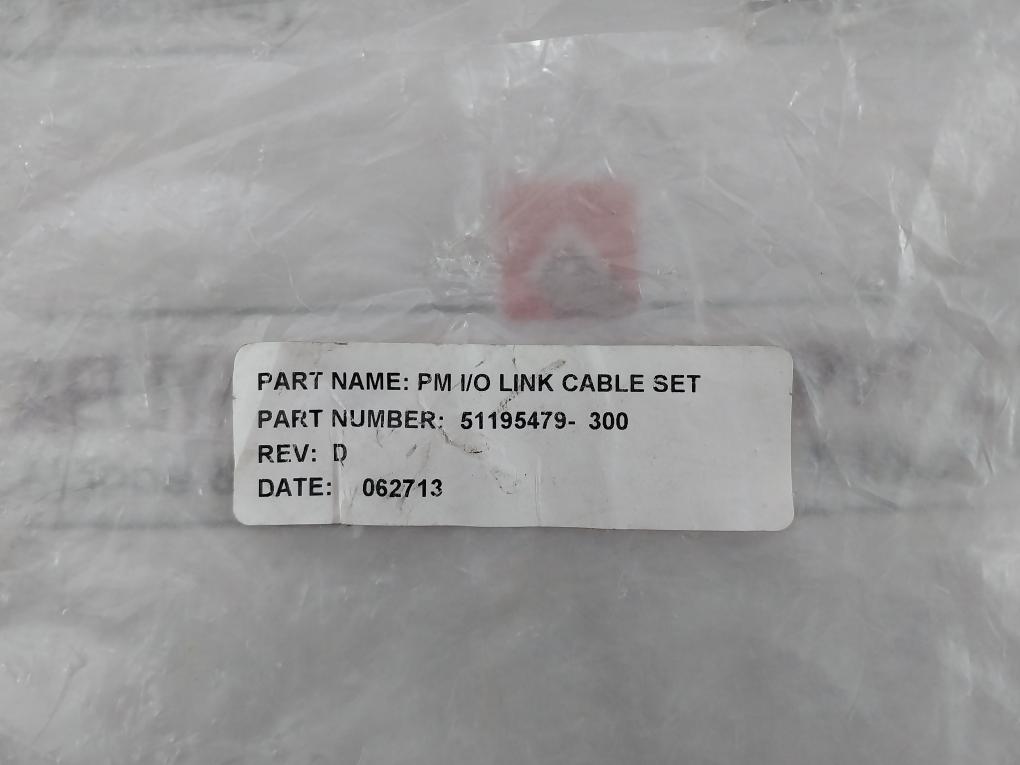 PART NAME: PM I/O LINK CABLE SET
PART NUMBER: 51195479- 300
REV: D
DATE: 062713